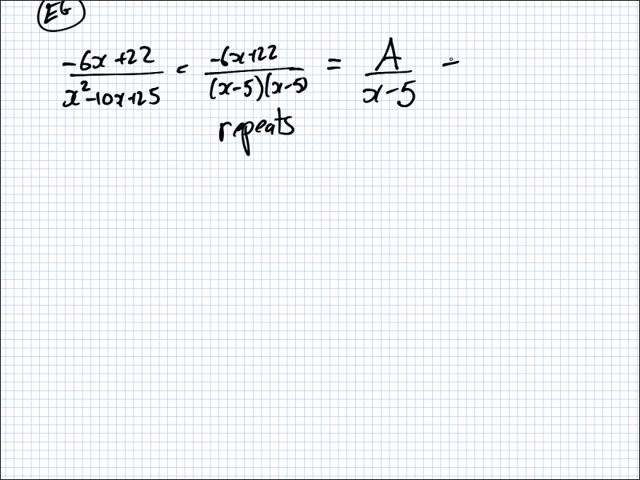 EG
-6x+22 / x²-10x+25 = -6x+22 / (x-5)(x-5) = A / x-5 -
repeats